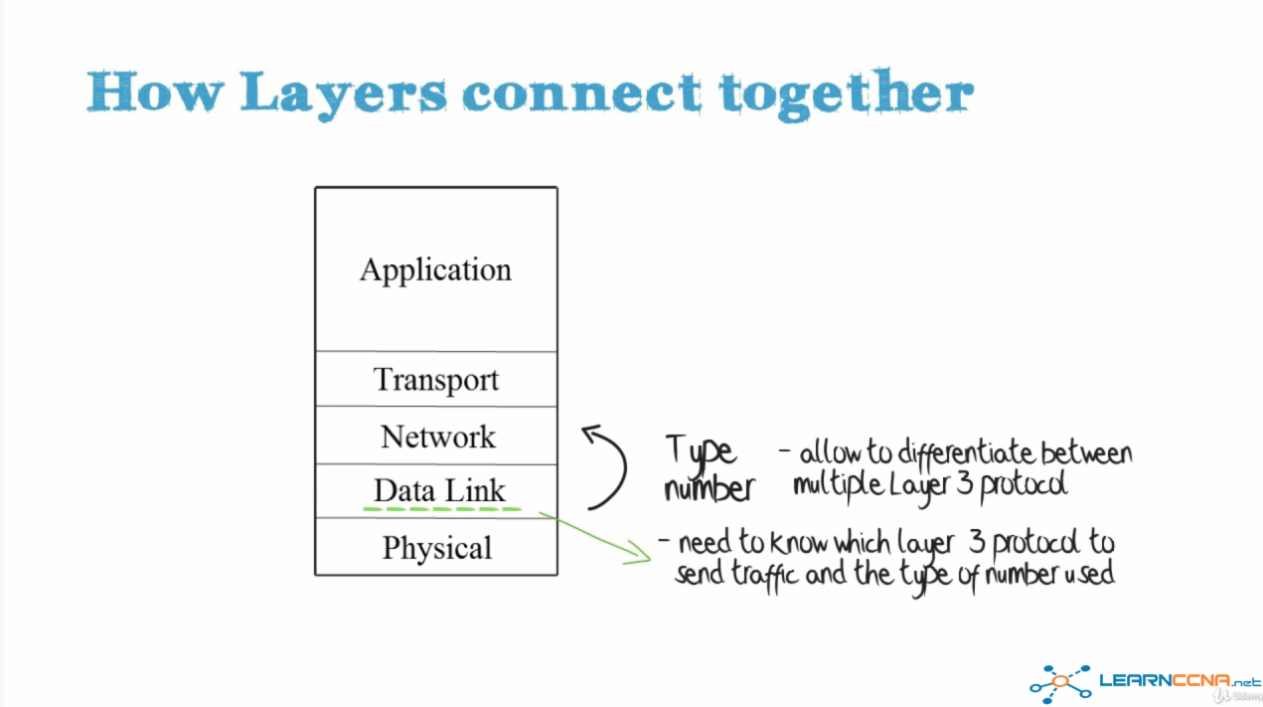 How Layers connect together
Application
Transport
Network
Data Link
Physical
Type
number
- allow to differentiate between
multiple Layer 3 protocol
- need to know which layer 3 protocol to
send traffic and the type of number used
LEARNCCNA.net
Udemy